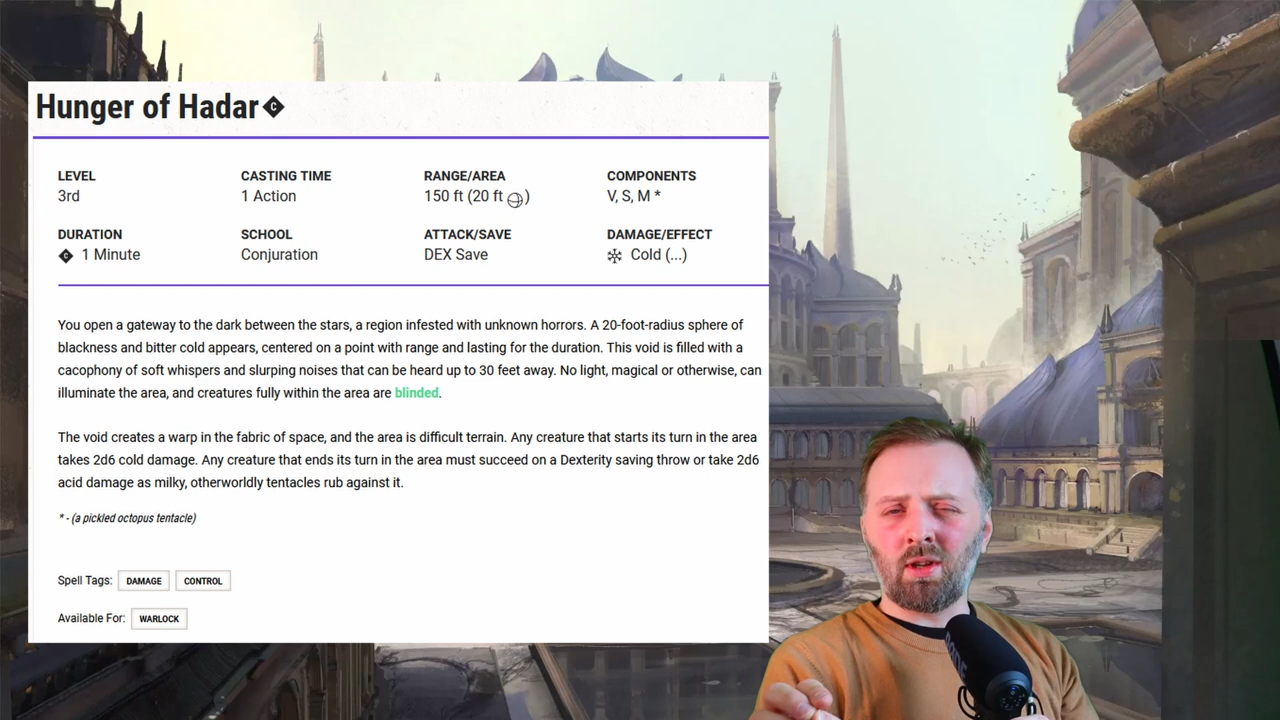 Hunger of Hadar C
LEVEL CASTING TIME RANGE/AREA COMPONENTS
3rd 1 Action 150 ft (20 ft ) V, S, M *
DURATION SCHOOL ATTACK/SAVE DAMAGE/EFFECT
C 1 Minute Conjuration DEX Save Cold (...)
You open a gateway to the dark between the stars, a region infested with unknown horrors. A 20-foot-radius sphere of
blackness and bitter cold appears, centered on a point with range and lasting for the duration. This void is filled with a
cacophony of soft whispers and slurping noises that can be heard up to 30 feet away. No light, magical or otherwise, can
illuminate the area, and creatures fully within the area are blinded.
The void creates a warp in the fabric of space, and the area is difficult terrain. Any creature that starts its turn in the area
takes 2d6 cold damage. Any creature that ends its turn in the area must succeed on a Dexterity saving throw or take 2d6
acid damage as milky, otherworldly tentacles rub against it.
* - (a pickled octopus tentacle)
Spell Tags: DAMAGE CONTROL
Available For: WARLOCK